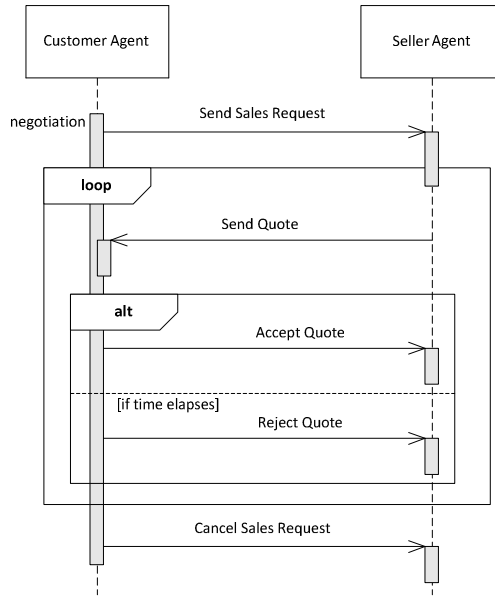 Customer Agent
Seller Agent
Send Sales Request
negotiation
loop
Send Quote
alt
Accept Quote
[if time elapses]
Reject Quote
Cancel Sales Request